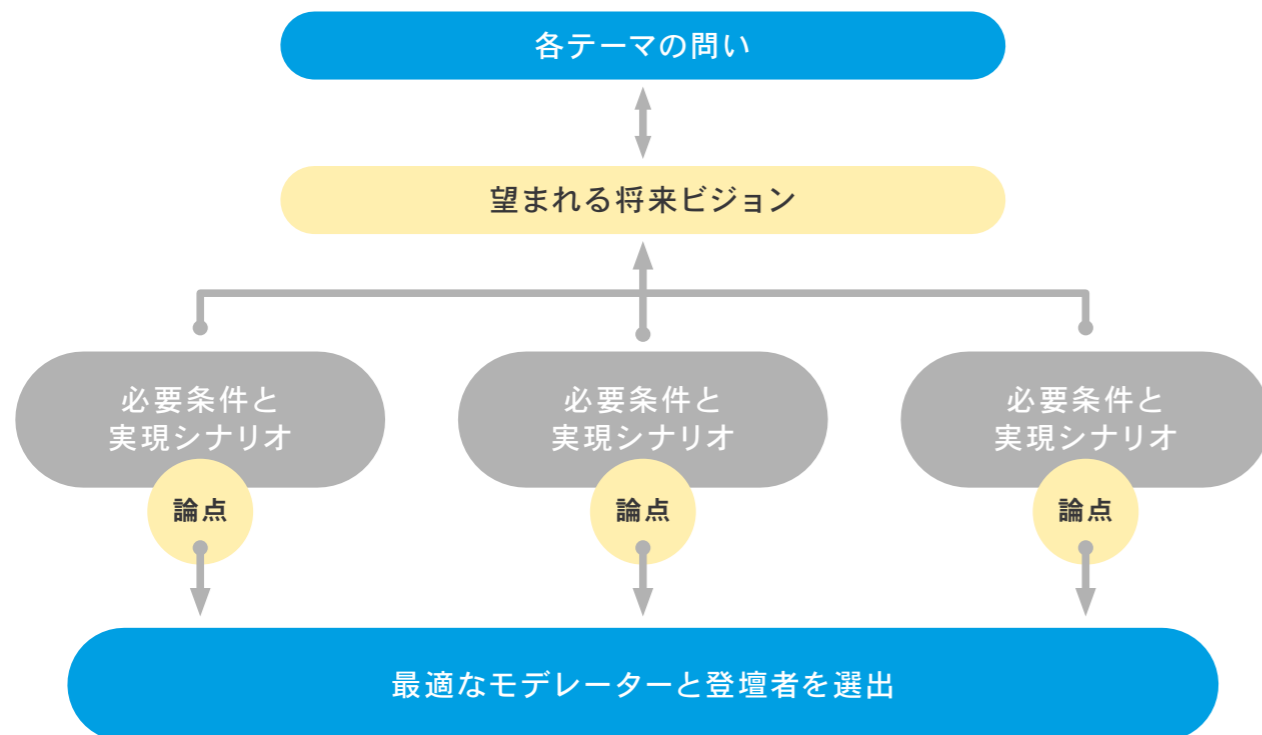 各テーマの問い
望まれる将来ビジョン
必要条件と
実現シナリオ
論点
必要条件と
実現シナリオ
論点
必要条件と
実現シナリオ
論点
最適なモデレーターと登壇者を選出